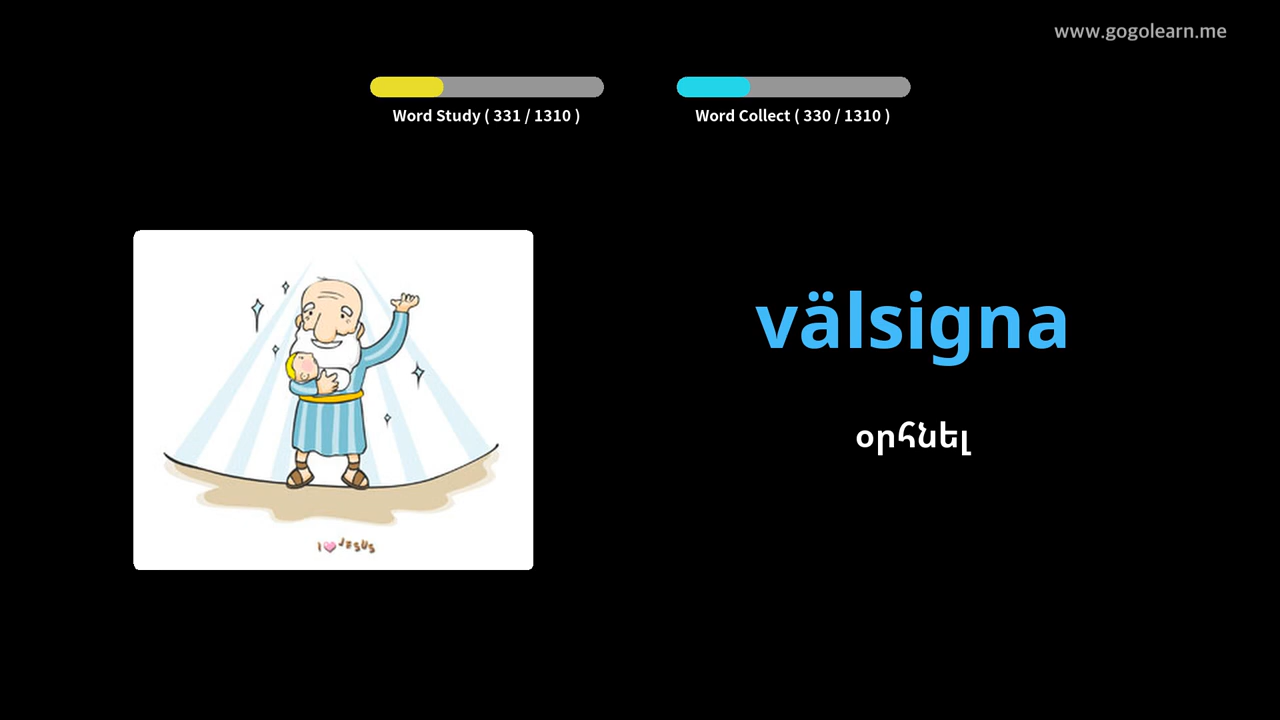 www.gogolearn.me
Word Study ( 331 / 1310 )
Word Collect ( 330 / 1310 )
välsigna
օրհնել
I JESUS